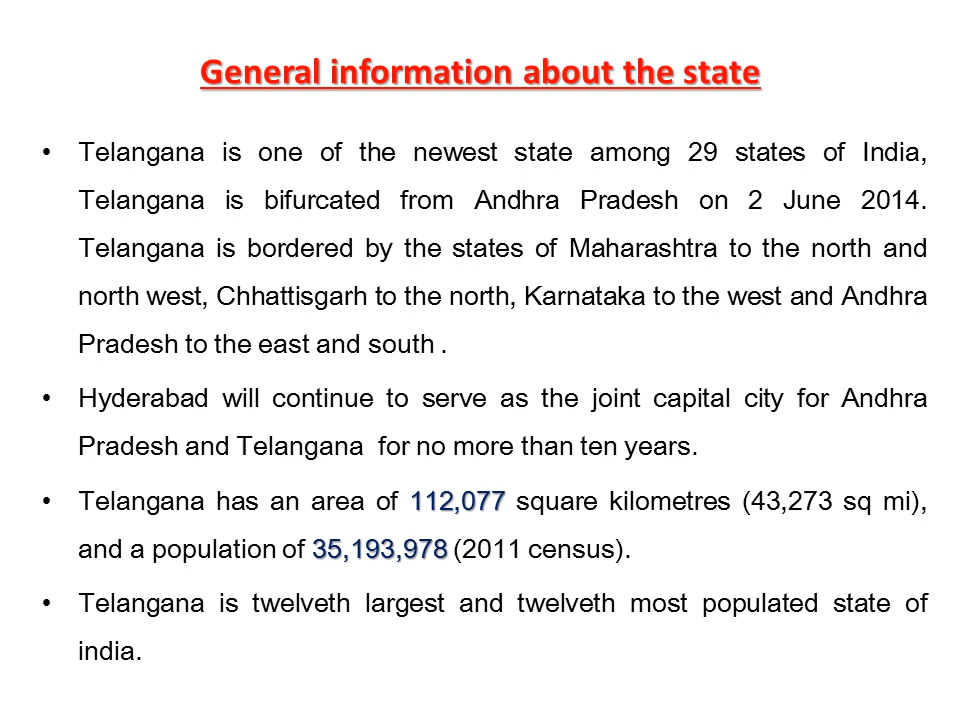 General information about the state
• Telangana is one of the newest state among 29 states of India,
Telangana is bifurcated from Andhra Pradesh on 2 June 2014.
Telangana is bordered by the states of Maharashtra to the north and
north west, Chhattisgarh to the north, Karnataka to the west and Andhra
Pradesh to the east and south .
• Hyderabad will continue to serve as the joint capital city for Andhra
Pradesh and Telangana  for no more than ten years.
• Telangana has an area of 112,077 square kilometres (43,273 sq mi),
and a population of 35,193,978 (2011 census).
• Telangana is twelveth largest and twelveth most populated state of
india.